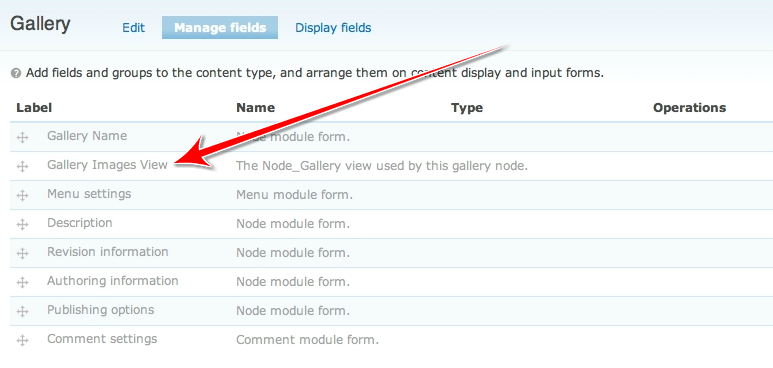 Gallery Edit Manage fields Display fields
Add fields and groups to the content type, and arrange them on content display and input forms.
Label Name Type Operations
Gallery Name Node module form.
Gallery Images View The Node_Gallery view used by this gallery node.
Menu settings Menu module form.
Description Node module form.
Revision information Node module form.
Authoring information Node module form.
Publishing options Node module form.
Comment settings Comment module form.